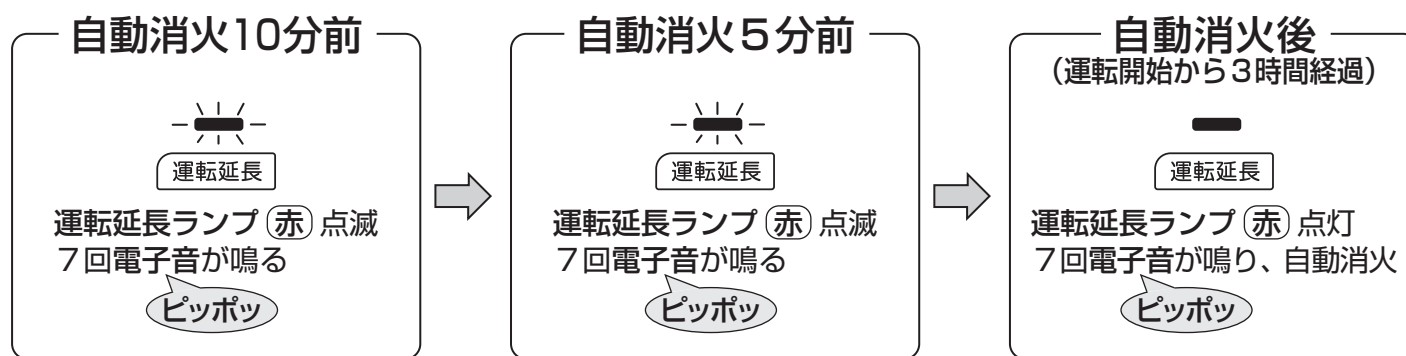 自動消火10分前
運転延長
運転延長ランプ 赤 点滅
7回電子音が鳴る
ピッポッ
自動消火5分前
運転延長
運転延長ランプ 赤 点滅
7回電子音が鳴る
ピッポッ
自動消火後
（運転開始から3時間経過）
運転延長
運転延長ランプ 赤 点灯
7回電子音が鳴り、自動消火
ピッポッ